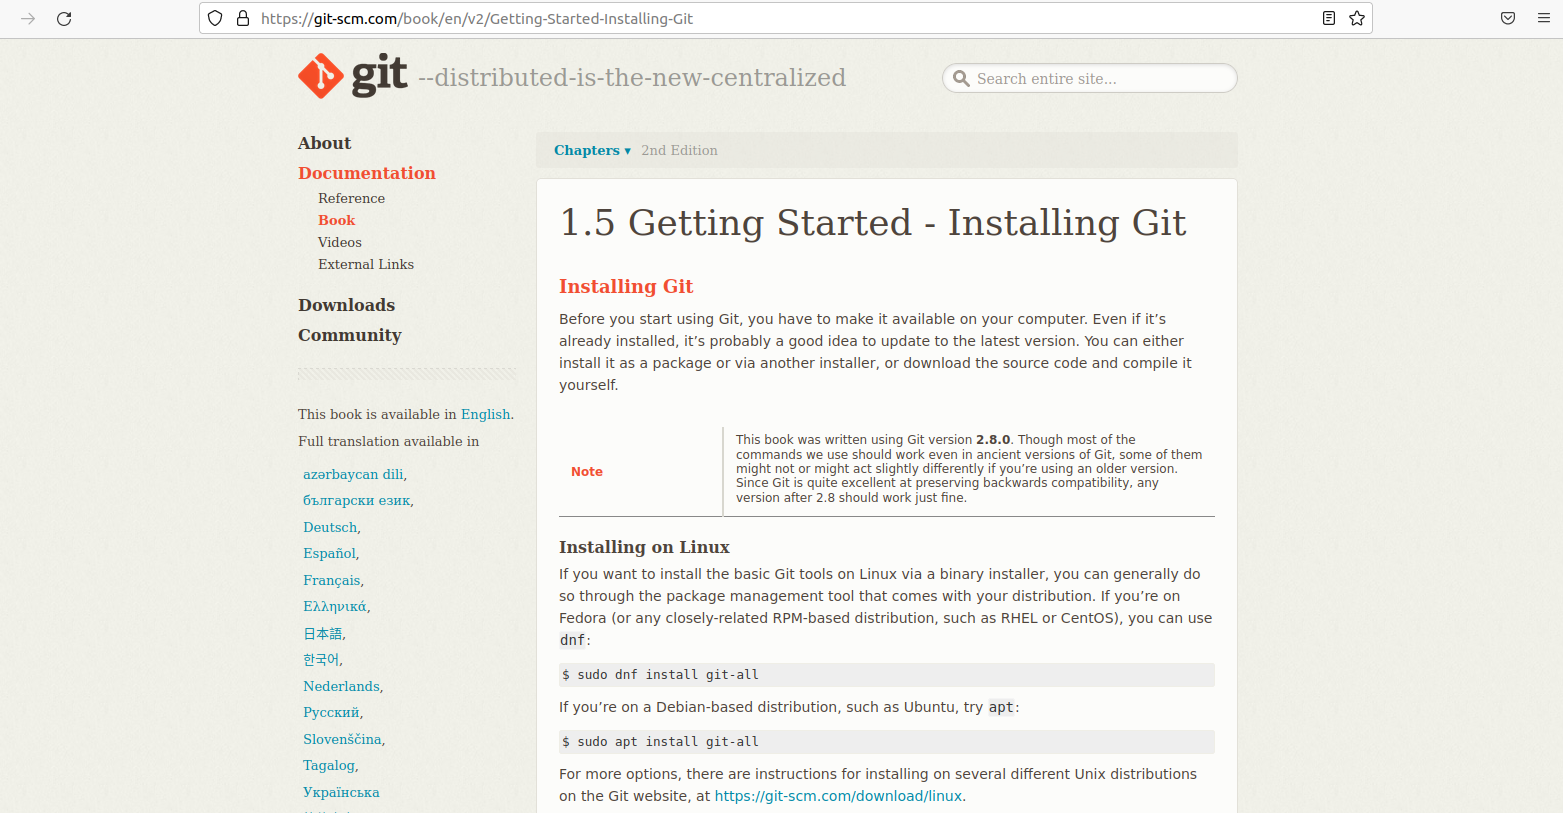 https://git-scm.com/book/en/v2/Getting-Started-Installing-Git
git --distributed-is-the-new-centralized
Search entire site...
About
Documentation
Reference
Book
Videos
External Links
Downloads
Community
This book is available in English.
Full translation available in
azərbaycan dili,
български език,
Deutsch,
Español,
Français,
Ελληνικά,
日本語,
한국어,
Nederlands,
Русский,
Slovenščina,
Tagalog,
Українська
Chapters ▾ 2nd Edition
1.5 Getting Started - Installing Git
Installing Git
Before you start using Git, you have to make it available on your computer. Even if it’s
already installed, it’s probably a good idea to update to the latest version. You can either
install it as a package or via another installer, or download the source code and compile it
yourself.
Note
This book was written using Git version 2.8.0. Though most of the
commands we use should work even in ancient versions of Git, some of them
might not or might act slightly differently if you’re using an older version.
Since Git is quite excellent at preserving backwards compatibility, any
version after 2.8 should work just fine.
Installing on Linux
If you want to install the basic Git tools on Linux via a binary installer, you can generally do
so through the package management tool that comes with your distribution. If you’re on
Fedora (or any closely-related RPM-based distribution, such as RHEL or CentOS), you can use
dnf:
$ sudo dnf install git-all
If you’re on a Debian-based distribution, such as Ubuntu, try apt:
$ sudo apt install git-all
For more options, there are instructions for installing on several different Unix distributions
on the Git website, at https://git-scm.com/download/linux.